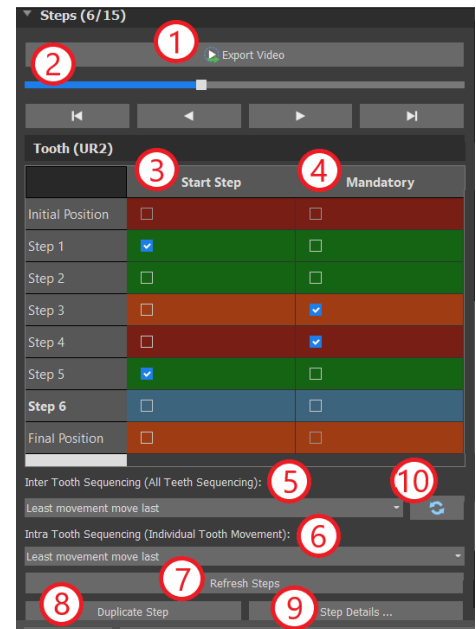 Steps (6/15)
1
Export Video
2
Tooth (UR2)
3 Start Step 4 Mandatory
Initial Position
Step 1
Step 2
Step 3
Step 4
Step 5
Step 6
Final Position
Inter Tooth Sequencing (All Teeth Sequencing): 5 10
Least movement move last
Intra Tooth Sequencing (Individual Tooth Movement): 6
Least movement move last
7 Refresh Steps
8 Duplicate Step 9 Step Details ...